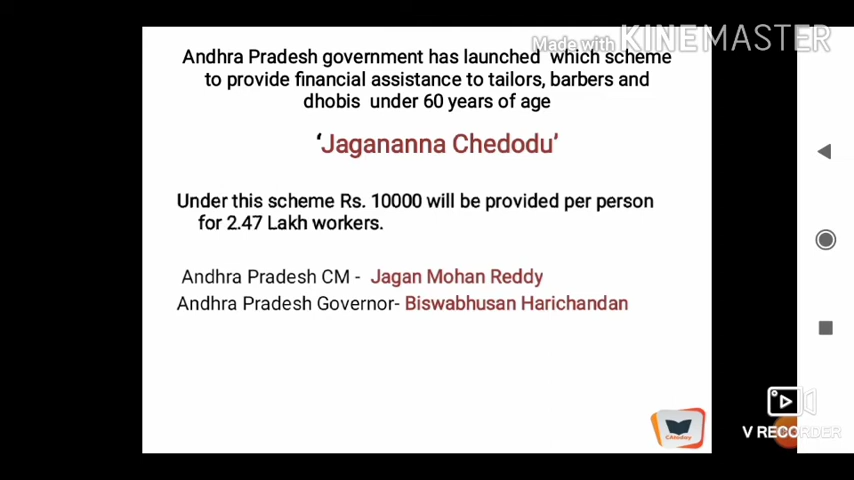 Made with KINEMASTER
Andhra Pradesh government has launched which scheme
to provide financial assistance to tailors, barbers and
dhobis under 60 years of age
‘Jagananna Chedodu’
Under this scheme Rs. 10000 will be provided per person
for 2.47 Lakh workers.
Andhra Pradesh CM - Jagan Mohan Reddy
Andhra Pradesh Governor- Biswabhusan Harichandan
CAtoday
V RECORDER